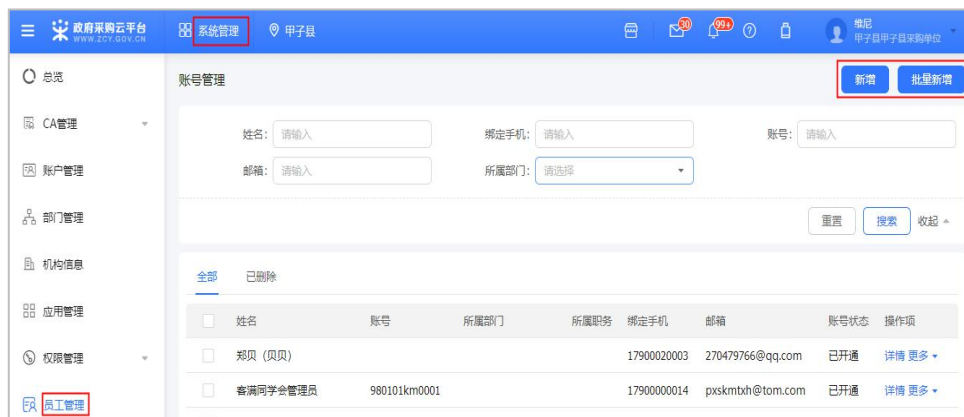 政府采购云平台 系统管理 甲子县 30 99+ 维尼
WWW.ZCY.GOV.CN 甲子县甲子县采购单位
总览
CA管理
账户管理
部门管理
机构信息
应用管理
权限管理
员工管理
账号管理 新增 批量新增
姓名: 请输入 绑定手机: 请输入 账号: 请输入
邮箱: 请输入 所属部门: 请选择
重置 搜索 收起
全部 已删除
姓名 账号 所属部门 所属职务 绑定手机 邮箱 账号状态 操作项
郑贝（贝贝） 17900020003 270479766@qq.com 已开通 详情 更多
客满同学会管理员 980101km0001 17900000014 pxskmtxh@tom.com 已开通 详情 更多